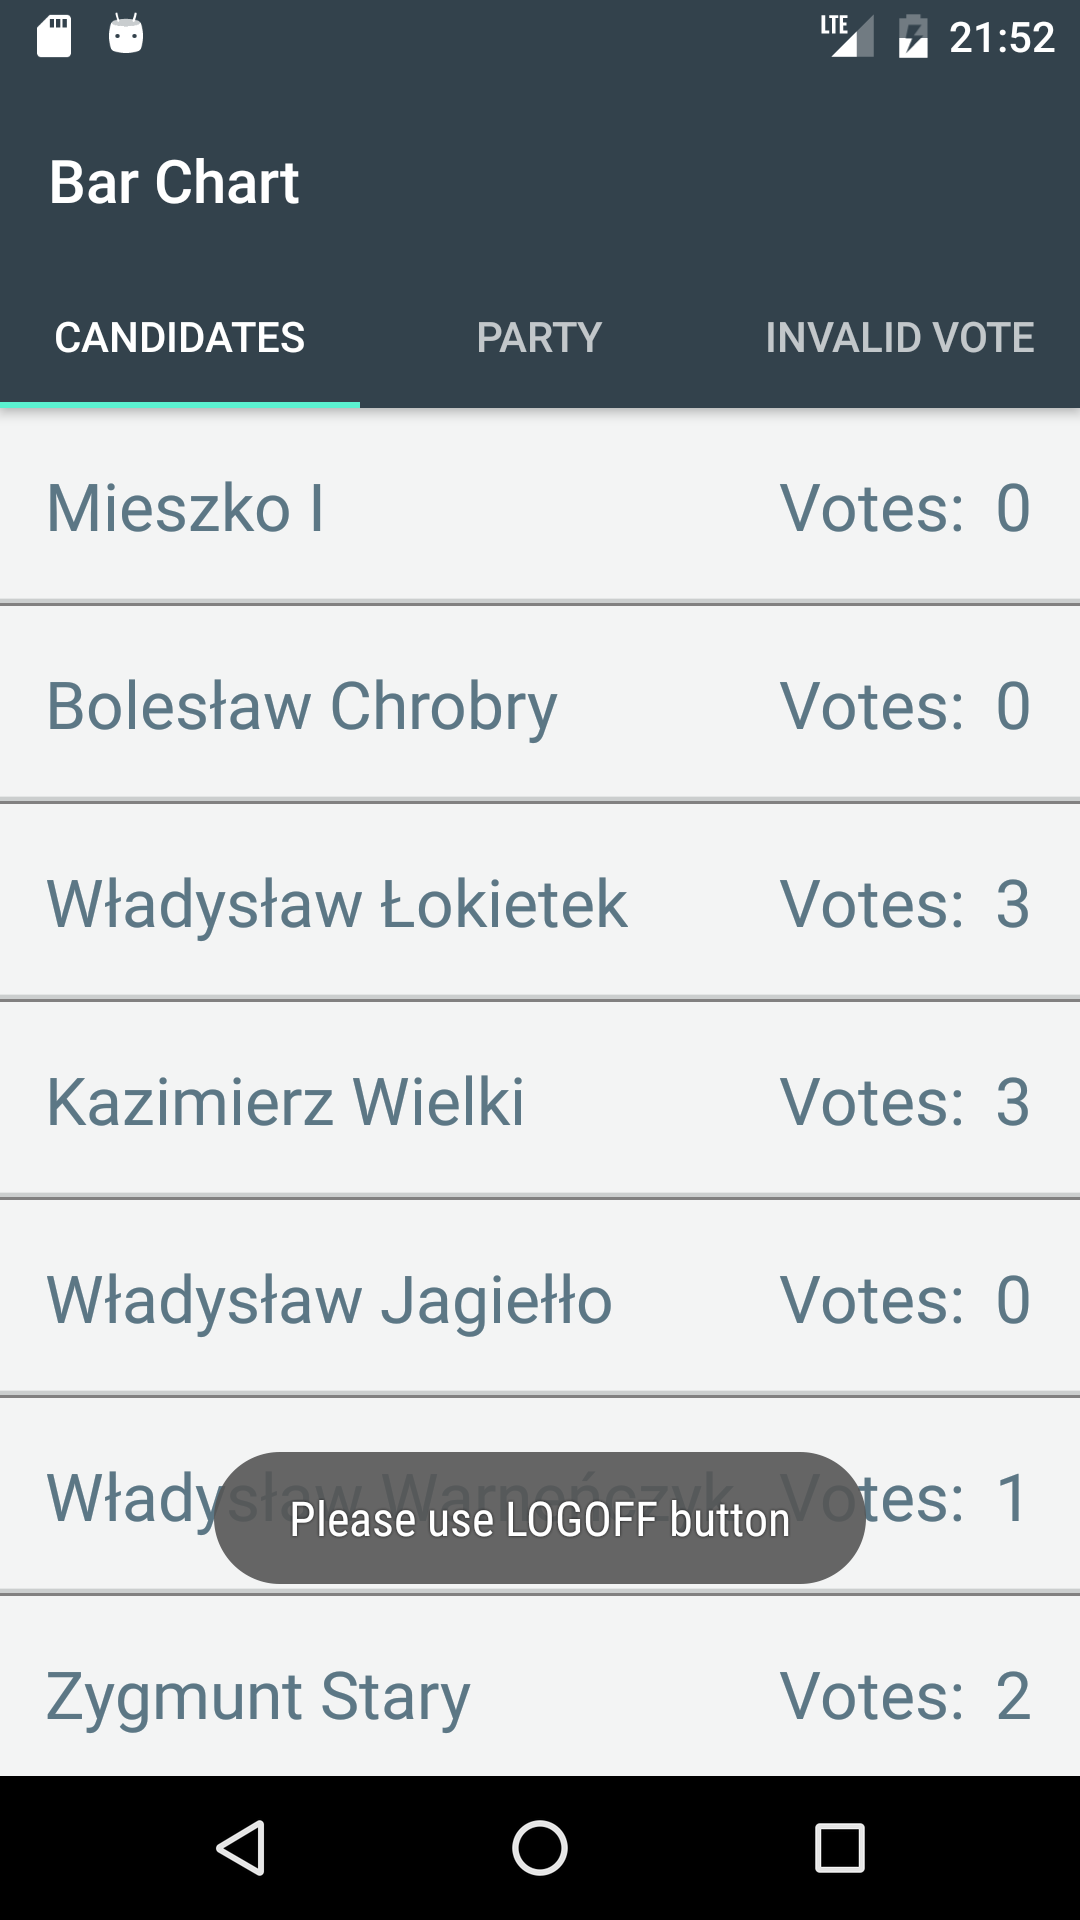 LTE 21:52
Bar Chart
CANDIDATES PARTY INVALID VOTE
Mieszko I Votes: 0
Bolesław Chrobry Votes: 0
Władysław Łokietek Votes: 3
Kazimierz Wielki Votes: 3
Władysław Jagiełło Votes: 0
Władysław Warneńczyk Votes: 1
Please use LOGOFF button
Zygmunt Stary Votes: 2